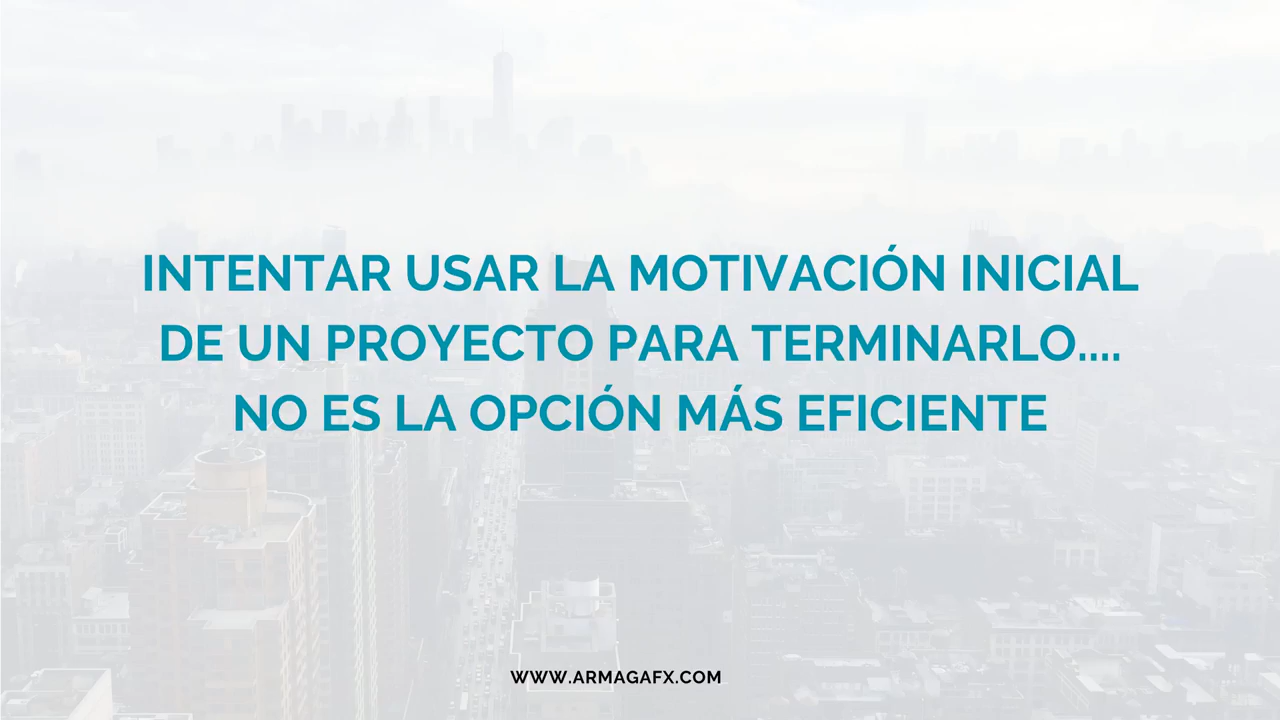 INTENTAR USAR LA MOTIVACIÓN INICIAL
DE UN PROYECTO PARA TERMINARLO....
NO ES LA OPCIÓN MÁS EFICIENTE
WWW.ARMAGAFX.COM